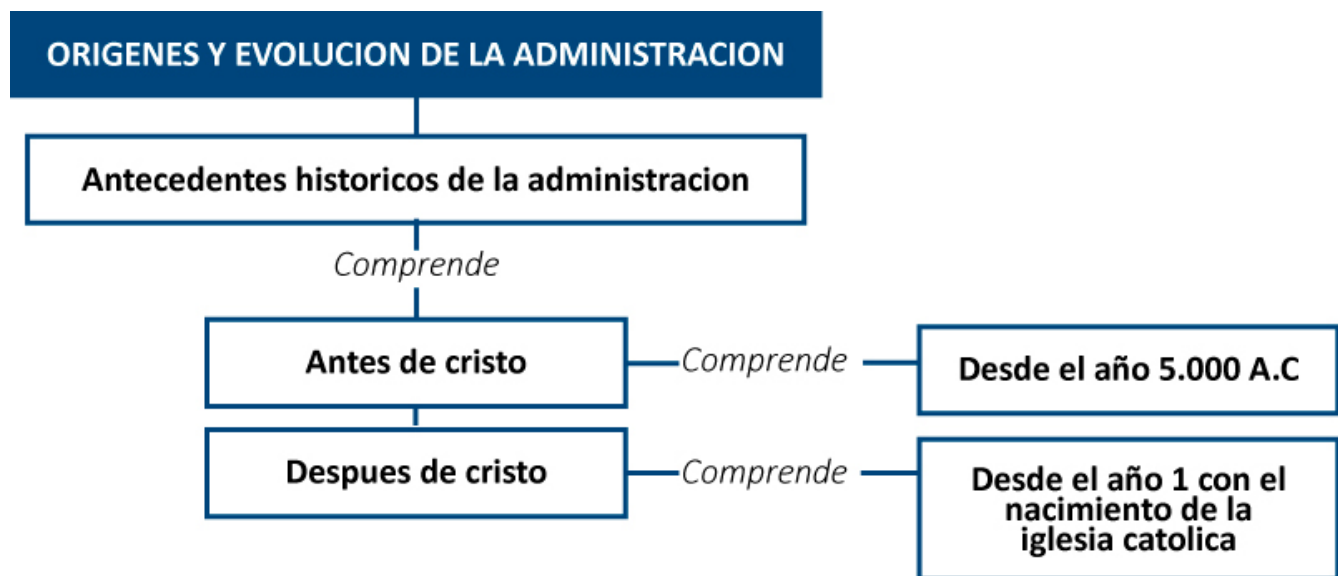 ORIGENES Y EVOLUCION DE LA ADMINISTRACION
Antecedentes historicos de la administracion
Comprende
Antes de cristo
Comprende
Desde el año 5.000 A.C
Despues de cristo
Comprende
Desde el año 1 con el
nacimiento de la
iglesia catolica